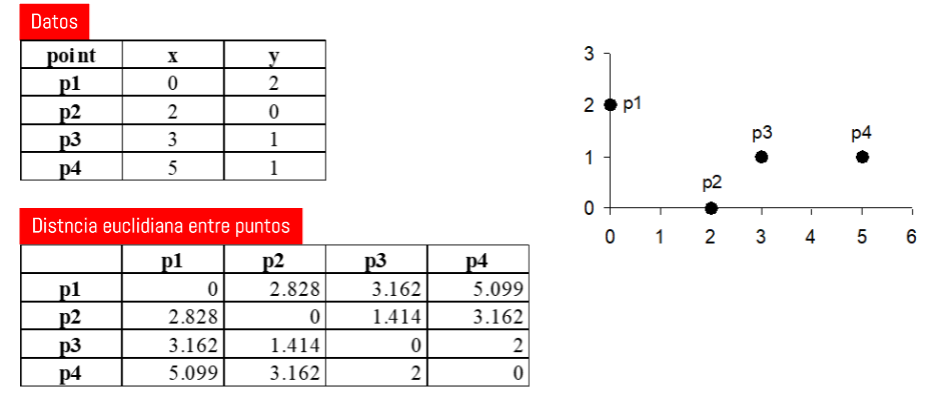 Datos
point x y
p1 0 2
p2 2 0
p3 3 1
p4 5 1
Distncia euclidiana entre puntos
p1 p2 p3 p4
p1 0 2.828 3.162 5.099
p2 2.828 0 1.414 3.162
p3 3.162 1.414 0 2
p4 5.099 3.162 2 0
3
2 p1
p3 p4
1
p2
0
0 1 2 3 4 5 6